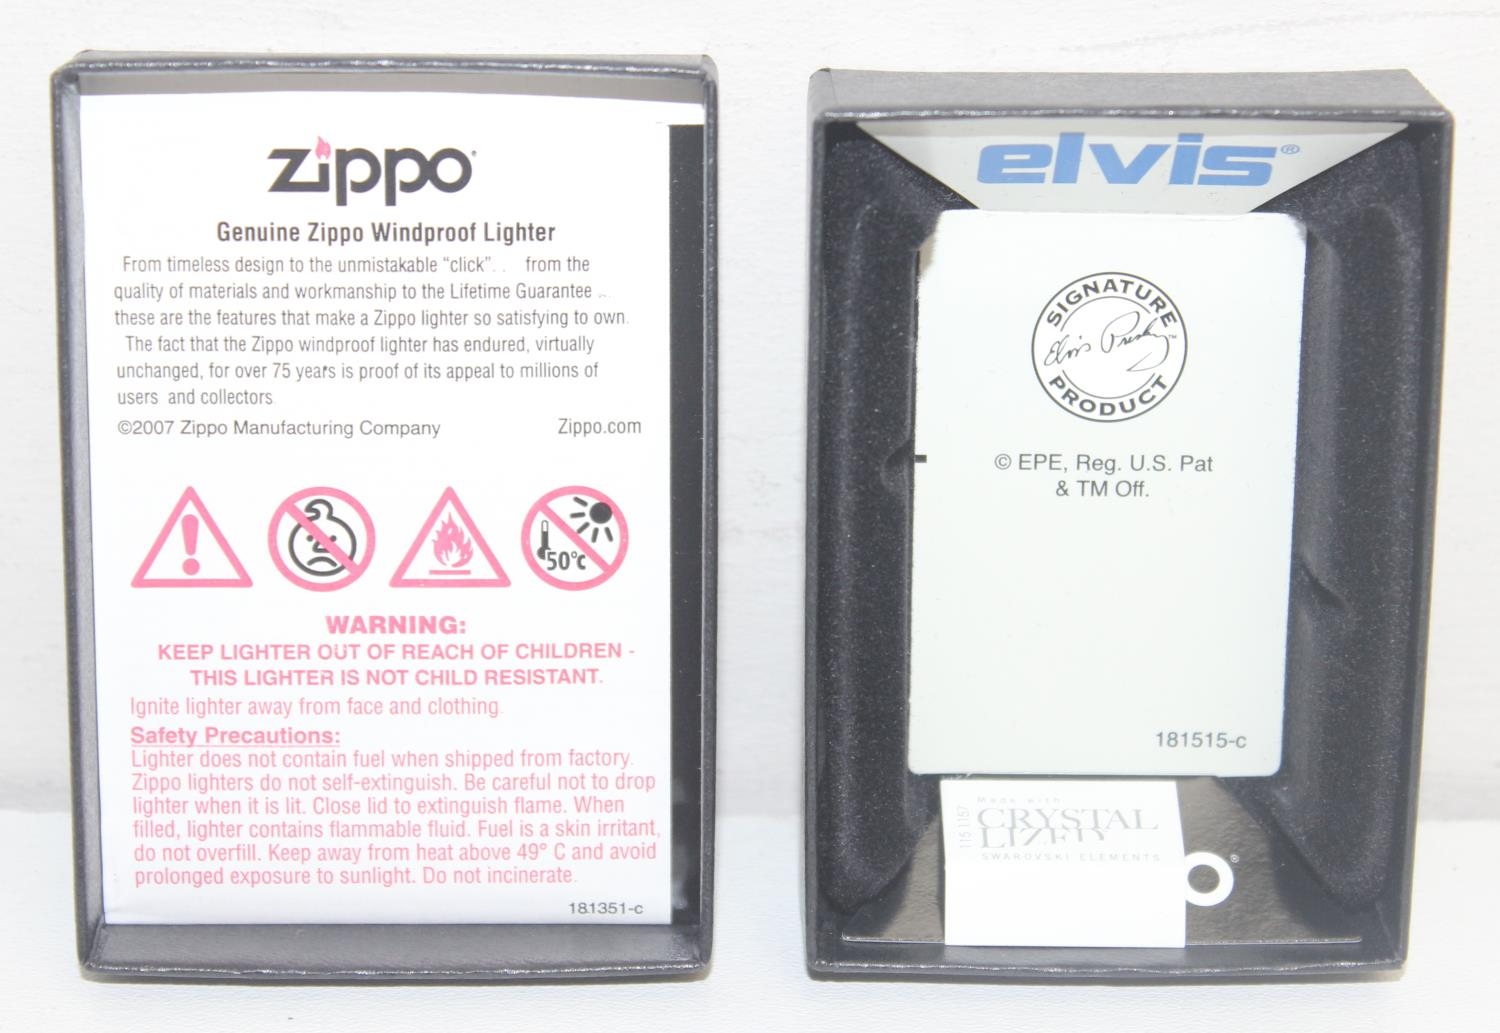 zippo
Genuine Zippo Windproof Lighter
From timeless design to the unmistakable “click”. . from the
quality of materials and workmanship to the Lifetime Guarantee ...
these are the features that make a Zippo lighter so satisfying to own.
The fact that the Zippo windproof lighter has endured, virtually
unchanged, for over 75 years is proof of its appeal to millions of
users and collectors
©2007 Zippo Manufacturing Company Zippo.com
50°c
WARNING:
KEEP LIGHTER OUT OF REACH OF CHILDREN -
THIS LIGHTER IS NOT CHILD RESISTANT.
Ignite lighter away from face and clothing.
Safety Precautions:
Lighter does not contain fuel when shipped from factory.
Zippo lighters do not self-extinguish. Be careful not to drop
lighter when it is lit. Close lid to extinguish flame. When
filled, lighter contains flammable fluid. Fuel is a skin irritant,
do not overfill. Keep away from heat above 49° C and avoid
prolonged exposure to sunlight. Do not incinerate.
181351-c
elvis®
SIGNATURE
Elvis Presley™
PRODUCT
© EPE, Reg. U.S. Pat
& TM Off.
181515-c
Made with
CRYSTAL
LIZED
SWAROVSKI ELEMENTS
115 1157
O®